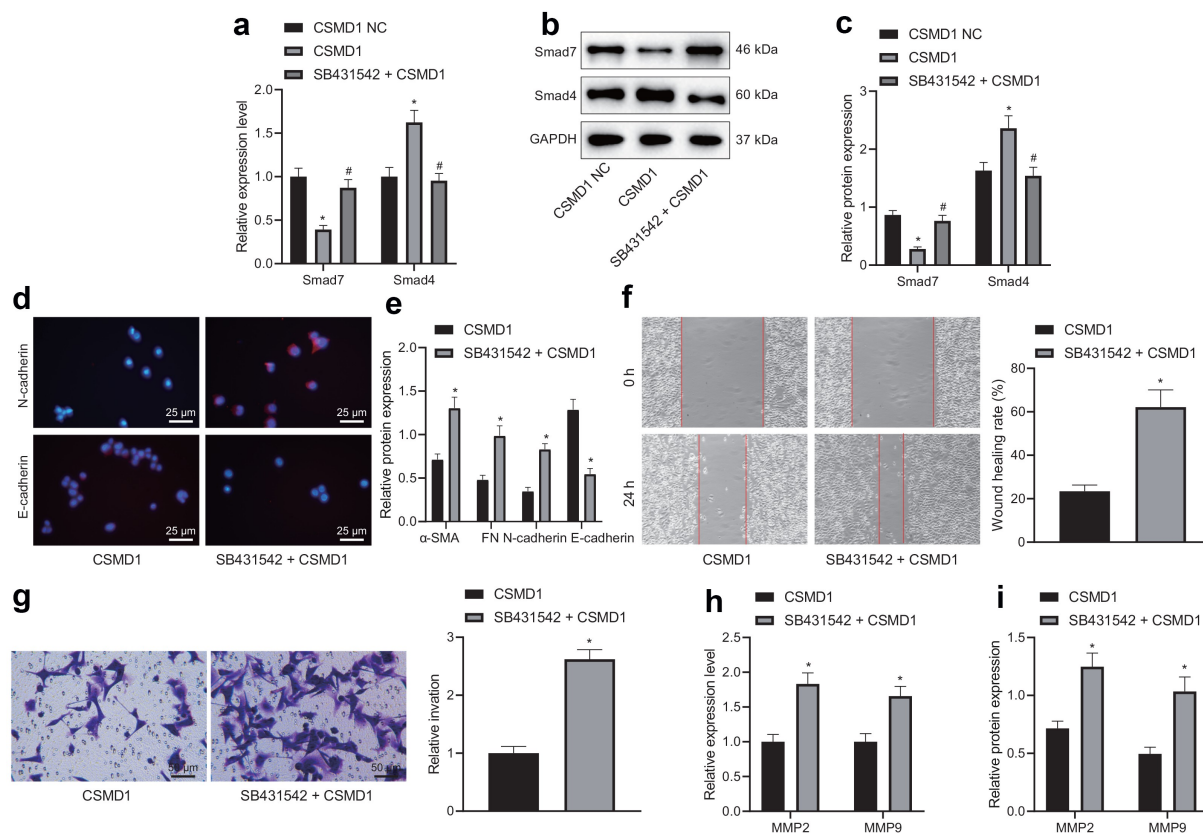 a
CSMD1 NC
CSMD1
SB431542 + CSMD1
Relative expression level
2.0
1.5
1.0
0.5
0.0
* # * #
Smad7 Smad4
b
Smad7 46 kDa
Smad4 60 kDa
GAPDH 37 kDa
CSMD1 NC
CSMD1
SB431542 + CSMD1
c
CSMD1 NC
CSMD1
SB431542 + CSMD1
Relative protein expression
3
2
1
0
* # * #
Smad7 Smad4
d
N-cadherin
25 µm 25 µm
E-cadherin
25 µm 25 µm
CSMD1 SB431542 + CSMD1
e
CSMD1
SB431542 + CSMD1
Relative protein expression
2.0
1.5
1.0
0.5
0.0
* * * *
α-SMA FN N-cadherin E-cadherin
f
0 h
24 h
CSMD1 SB431542 + CSMD1
CSMD1
SB431542 + CSMD1
Wound healing rate (%)
80
60
40
20
0
*
g
50 µm 50 µm
CSMD1 SB431542 + CSMD1
CSMD1
SB431542 + CSMD1
Relative invation
3
2
1
0
*
h
CSMD1
SB431542 + CSMD1
Relative expression level
2.5
2.0
1.5
1.0
0.5
0.0
* *
MMP2 MMP9
i
CSMD1
SB431542 + CSMD1
Relative protein expression
1.5
1.0
0.5
0.0
* *
MMP2 MMP9